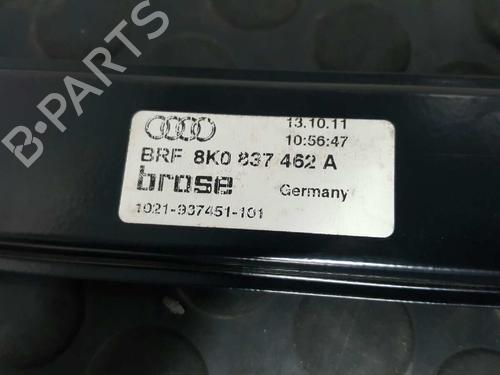 13.10.11
10:56:47
BRF 8K0 837 462 A
brose
Germany
1021-937451-101
B-PARTS